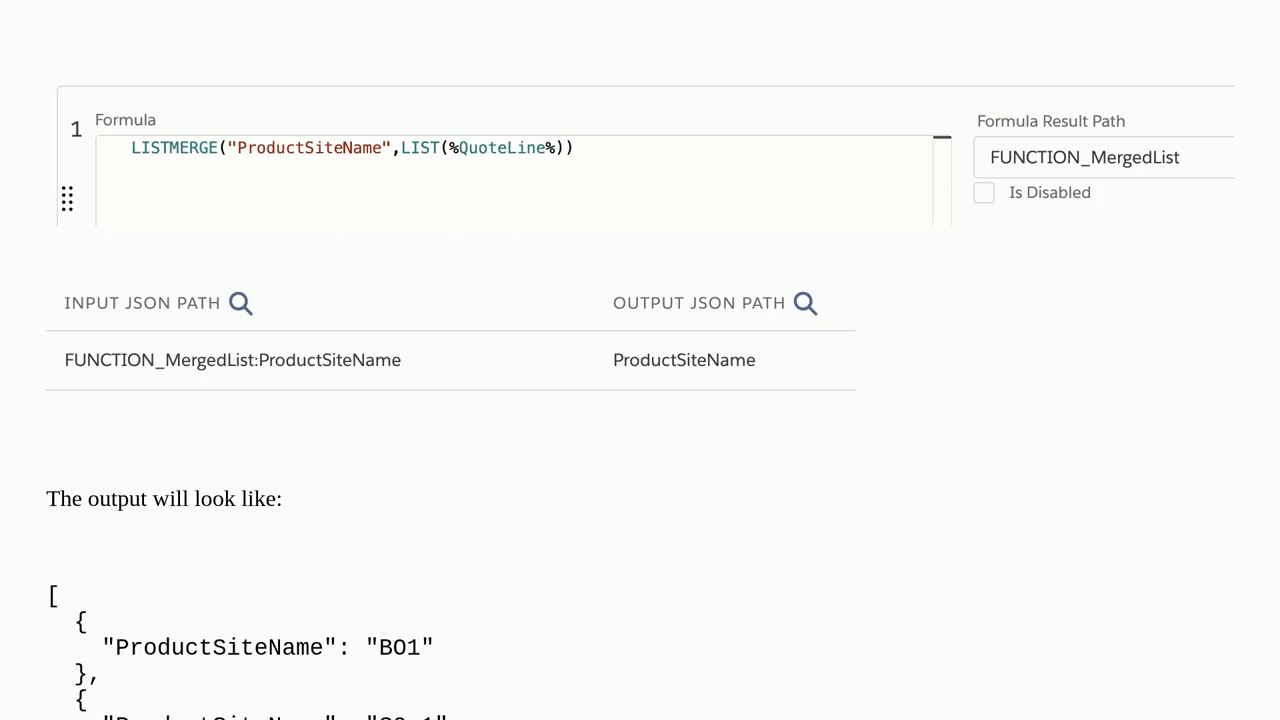 Formula
1
LISTMERGE("ProductSiteName",LIST(%QuoteLine%))
Formula Result Path
FUNCTION_MergedList
Is Disabled
INPUT JSON PATH
OUTPUT JSON PATH
FUNCTION_MergedList:ProductSiteName
ProductSiteName
The output will look like:
[
{
"ProductSiteName": "BO1"
},
{